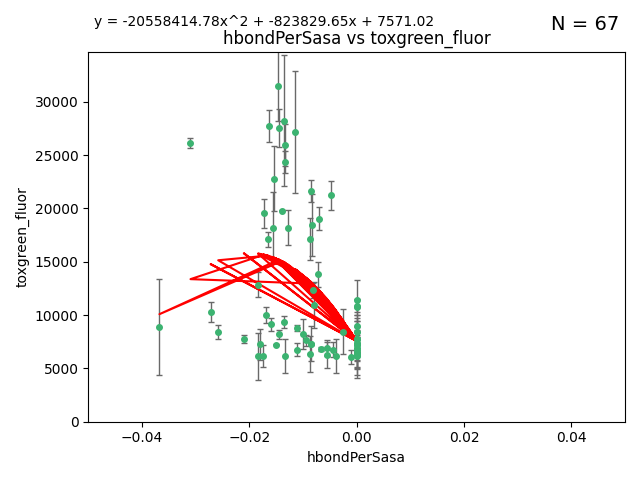 y = -20558414.78x^2 + -823829.65x + 7571.02
N = 67
hbondPerSasa vs toxgreen_fluor
toxgreen_fluor
30000
25000
20000
15000
10000
5000
0
−0.04
−0.02
0.00
0.02
0.04
hbondPerSasa